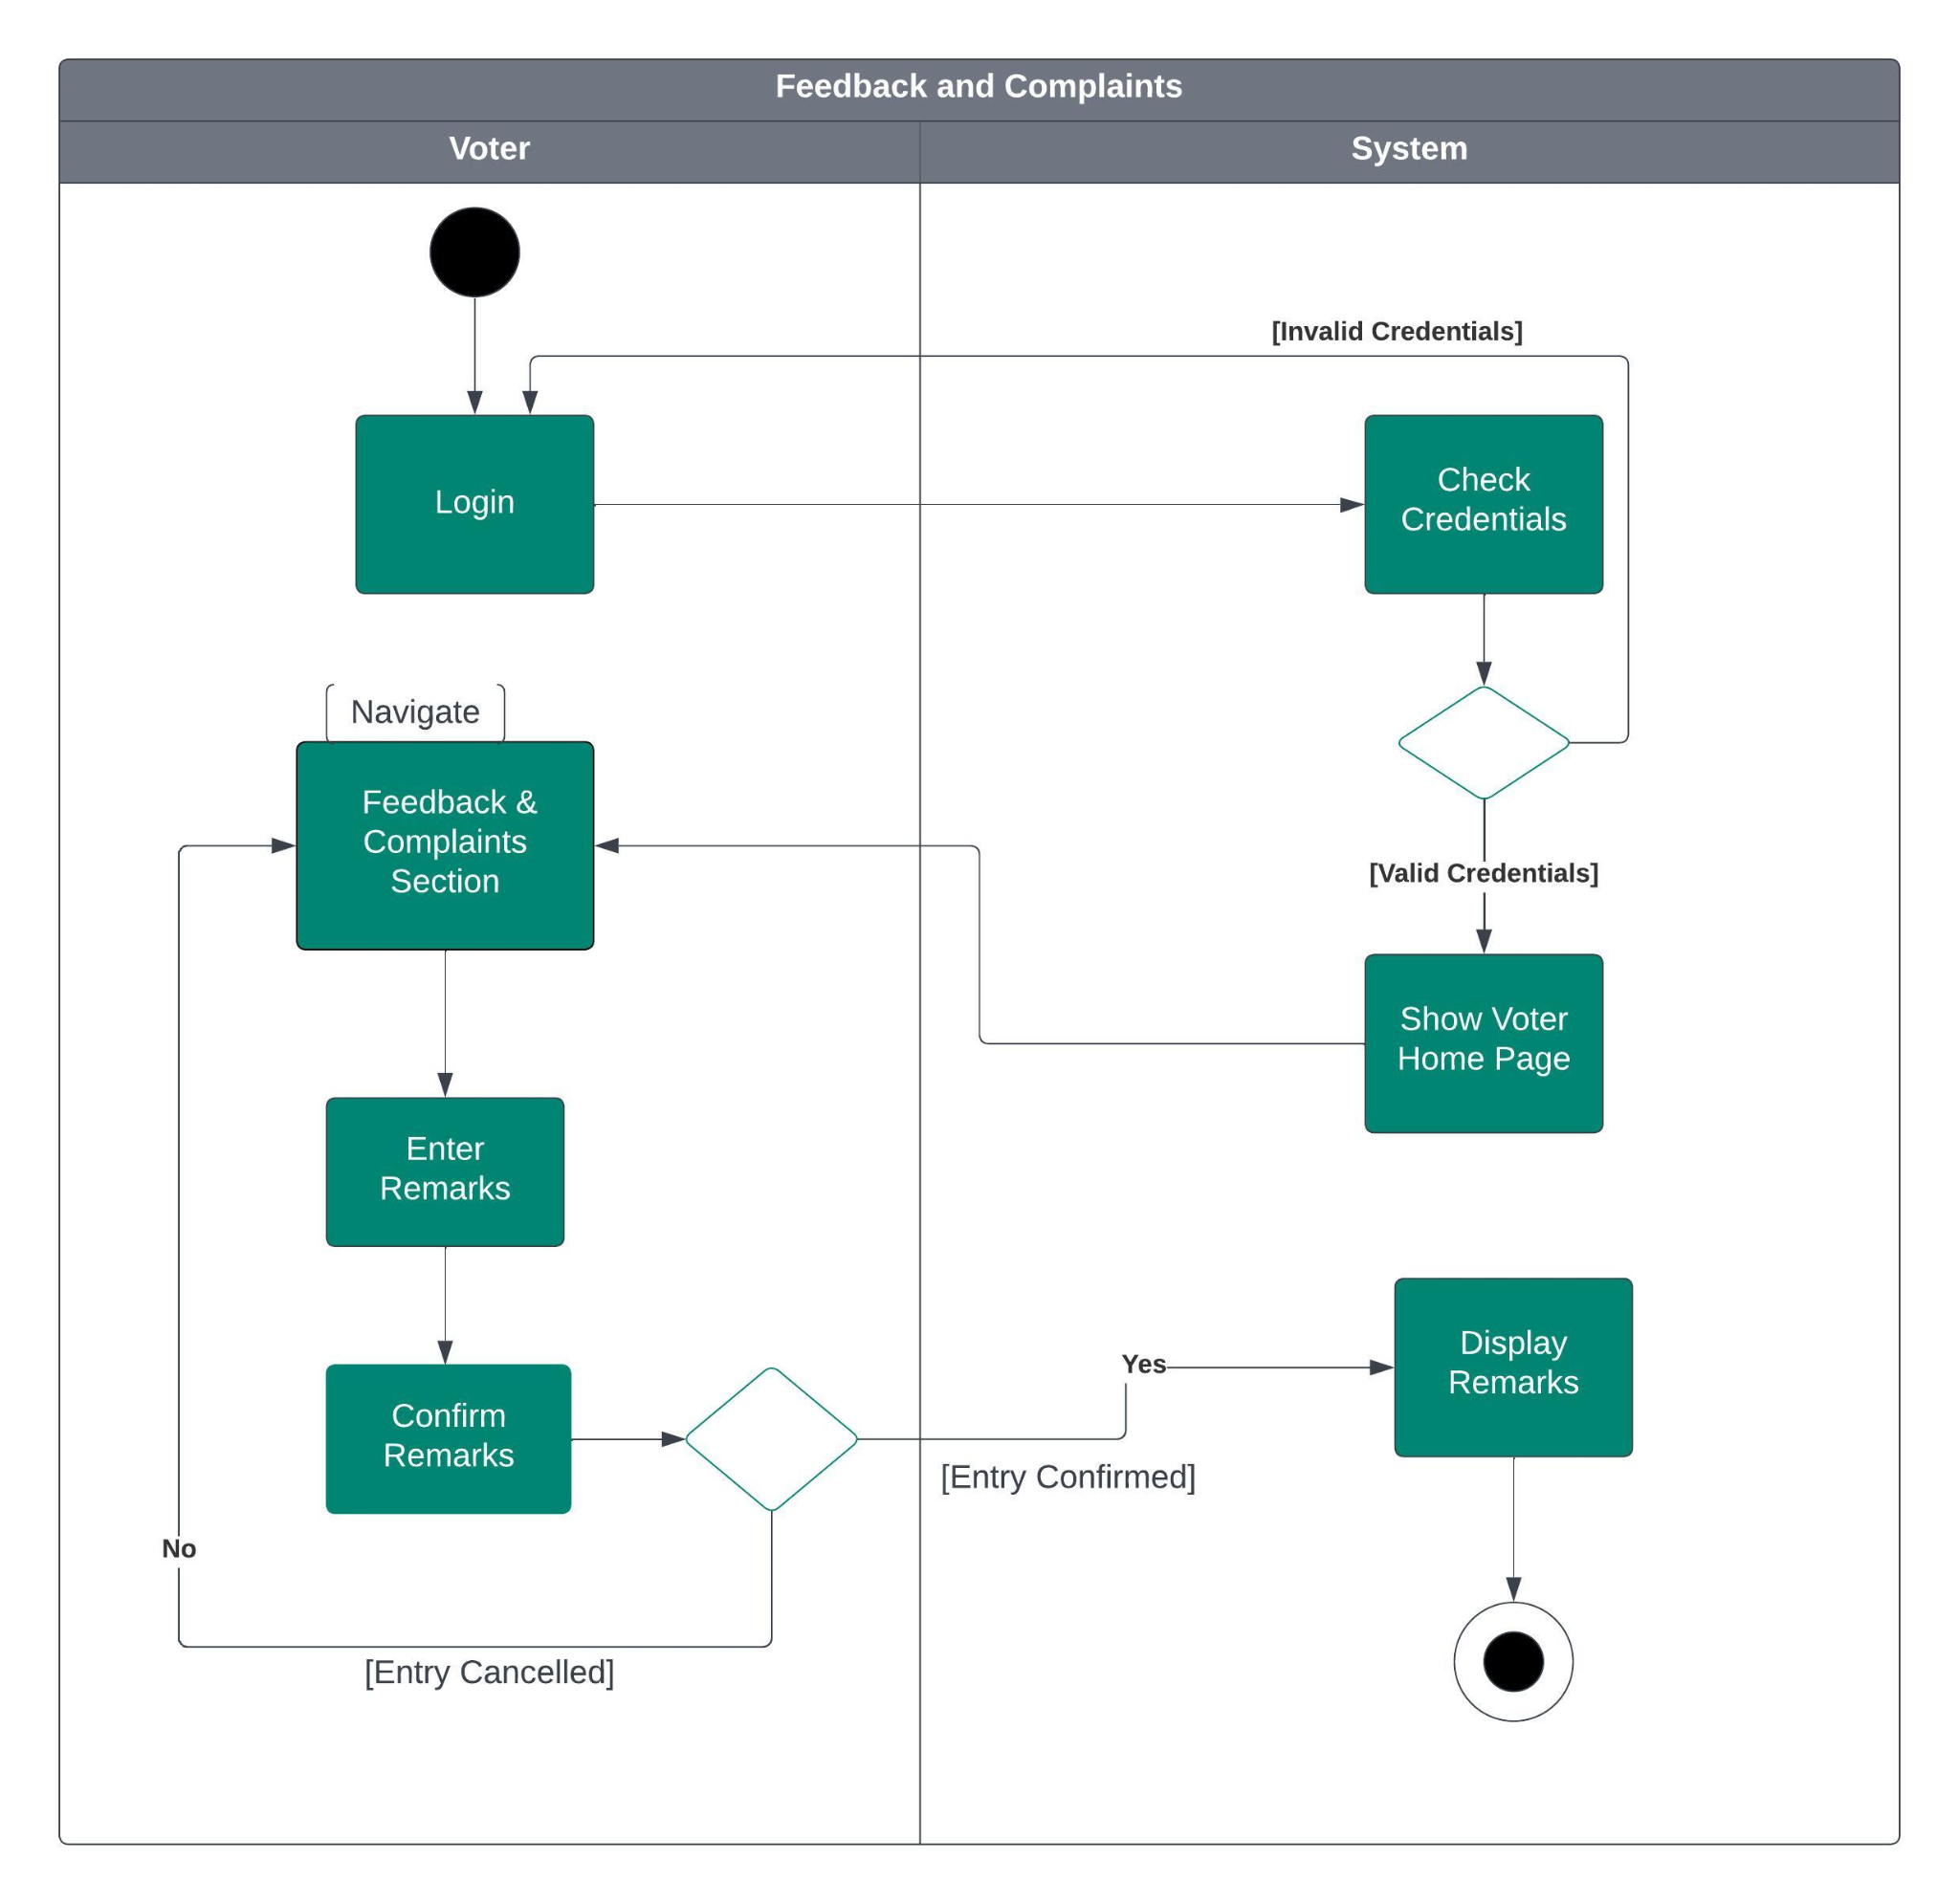 Feedback and Complaints
Voter
System
[Invalid Credentials]
Login
Check
Credentials
Navigate
Feedback &
Complaints
Section
[Valid Credentials]
Show Voter
Home Page
Enter
Remarks
Display
Remarks
Yes
Confirm
Remarks
[Entry Confirmed]
No
[Entry Cancelled]